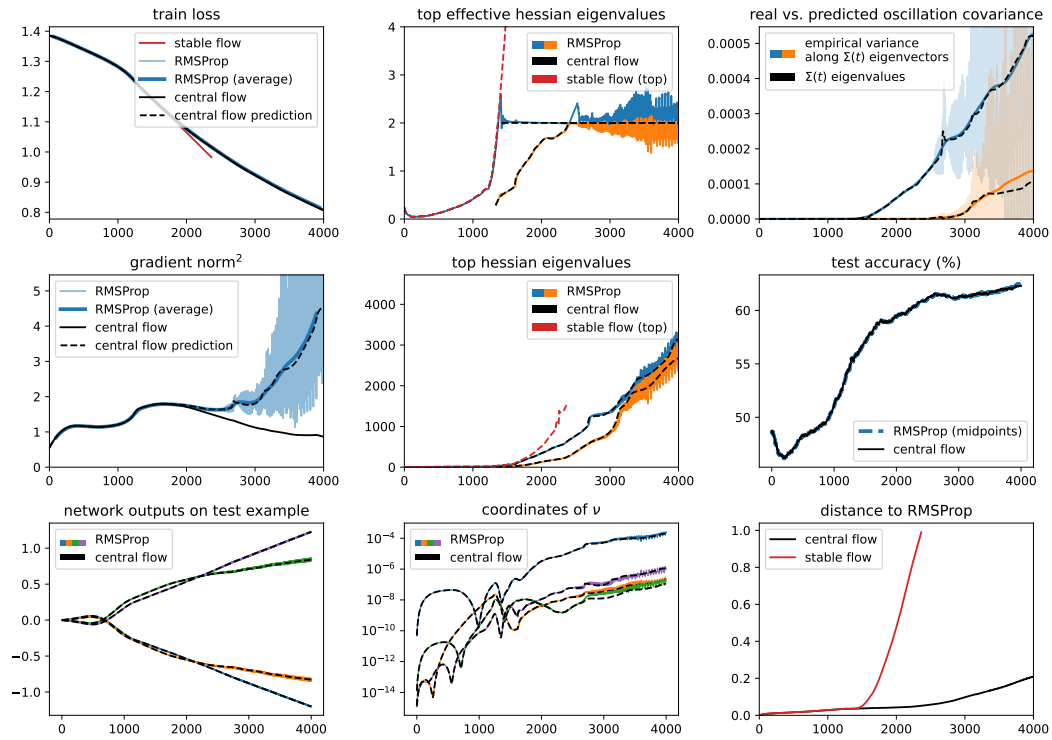 train loss
1.4
1.3
1.2
1.1
1.0
0.9
0.8
stable flow
RMSProp
RMSProp (average)
central flow
central flow prediction
0 1000 2000 3000 4000
top effective hessian eigenvalues
4
3
2
1
0
RMSProp
central flow
stable flow (top)
0 1000 2000 3000 4000
real vs. predicted oscillation covariance
0.0005
0.0004
0.0003
0.0002
0.0001
0.0000
empirical variance
along Σ(t) eigenvectors
Σ(t) eigenvalues
0 1000 2000 3000 4000
gradient norm²
5
4
3
2
1
0
RMSProp
RMSProp (average)
central flow
central flow prediction
0 1000 2000 3000 4000
top hessian eigenvalues
4000
3000
2000
1000
0
RMSProp
central flow
stable flow (top)
0 1000 2000 3000 4000
test accuracy (%)
60
55
50
RMSProp (midpoints)
central flow
0 1000 2000 3000 4000
network outputs on test example
1.0
0.5
0.0
−0.5
−1.0
RMSProp
central flow
0 1000 2000 3000 4000
coordinates of ν
10⁻⁴
10⁻⁶
10⁻⁸
10⁻¹⁰
10⁻¹²
10⁻¹⁴
RMSProp
central flow
0 1000 2000 3000 4000
distance to RMSProp
1.0
0.8
0.6
0.4
0.2
0.0
central flow
stable flow
0 1000 2000 3000 4000